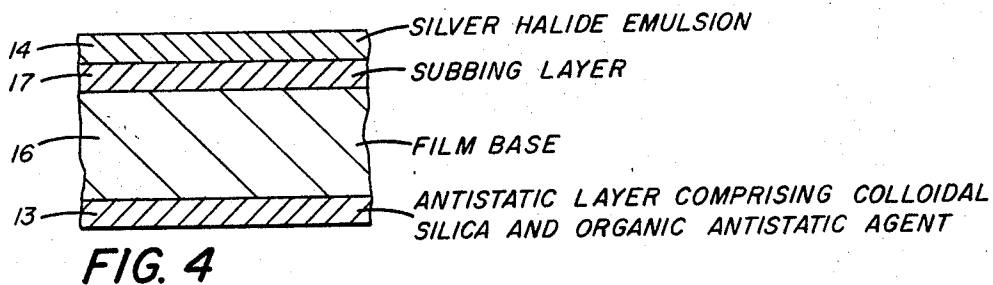 14 SILVER HALIDE EMULSION
17 SUBBING LAYER
16 FILM BASE
13 ANTISTATIC LAYER COMPRISING COLLOIDAL
SILICA AND ORGANIC ANTISTATIC AGENT
FIG. 4